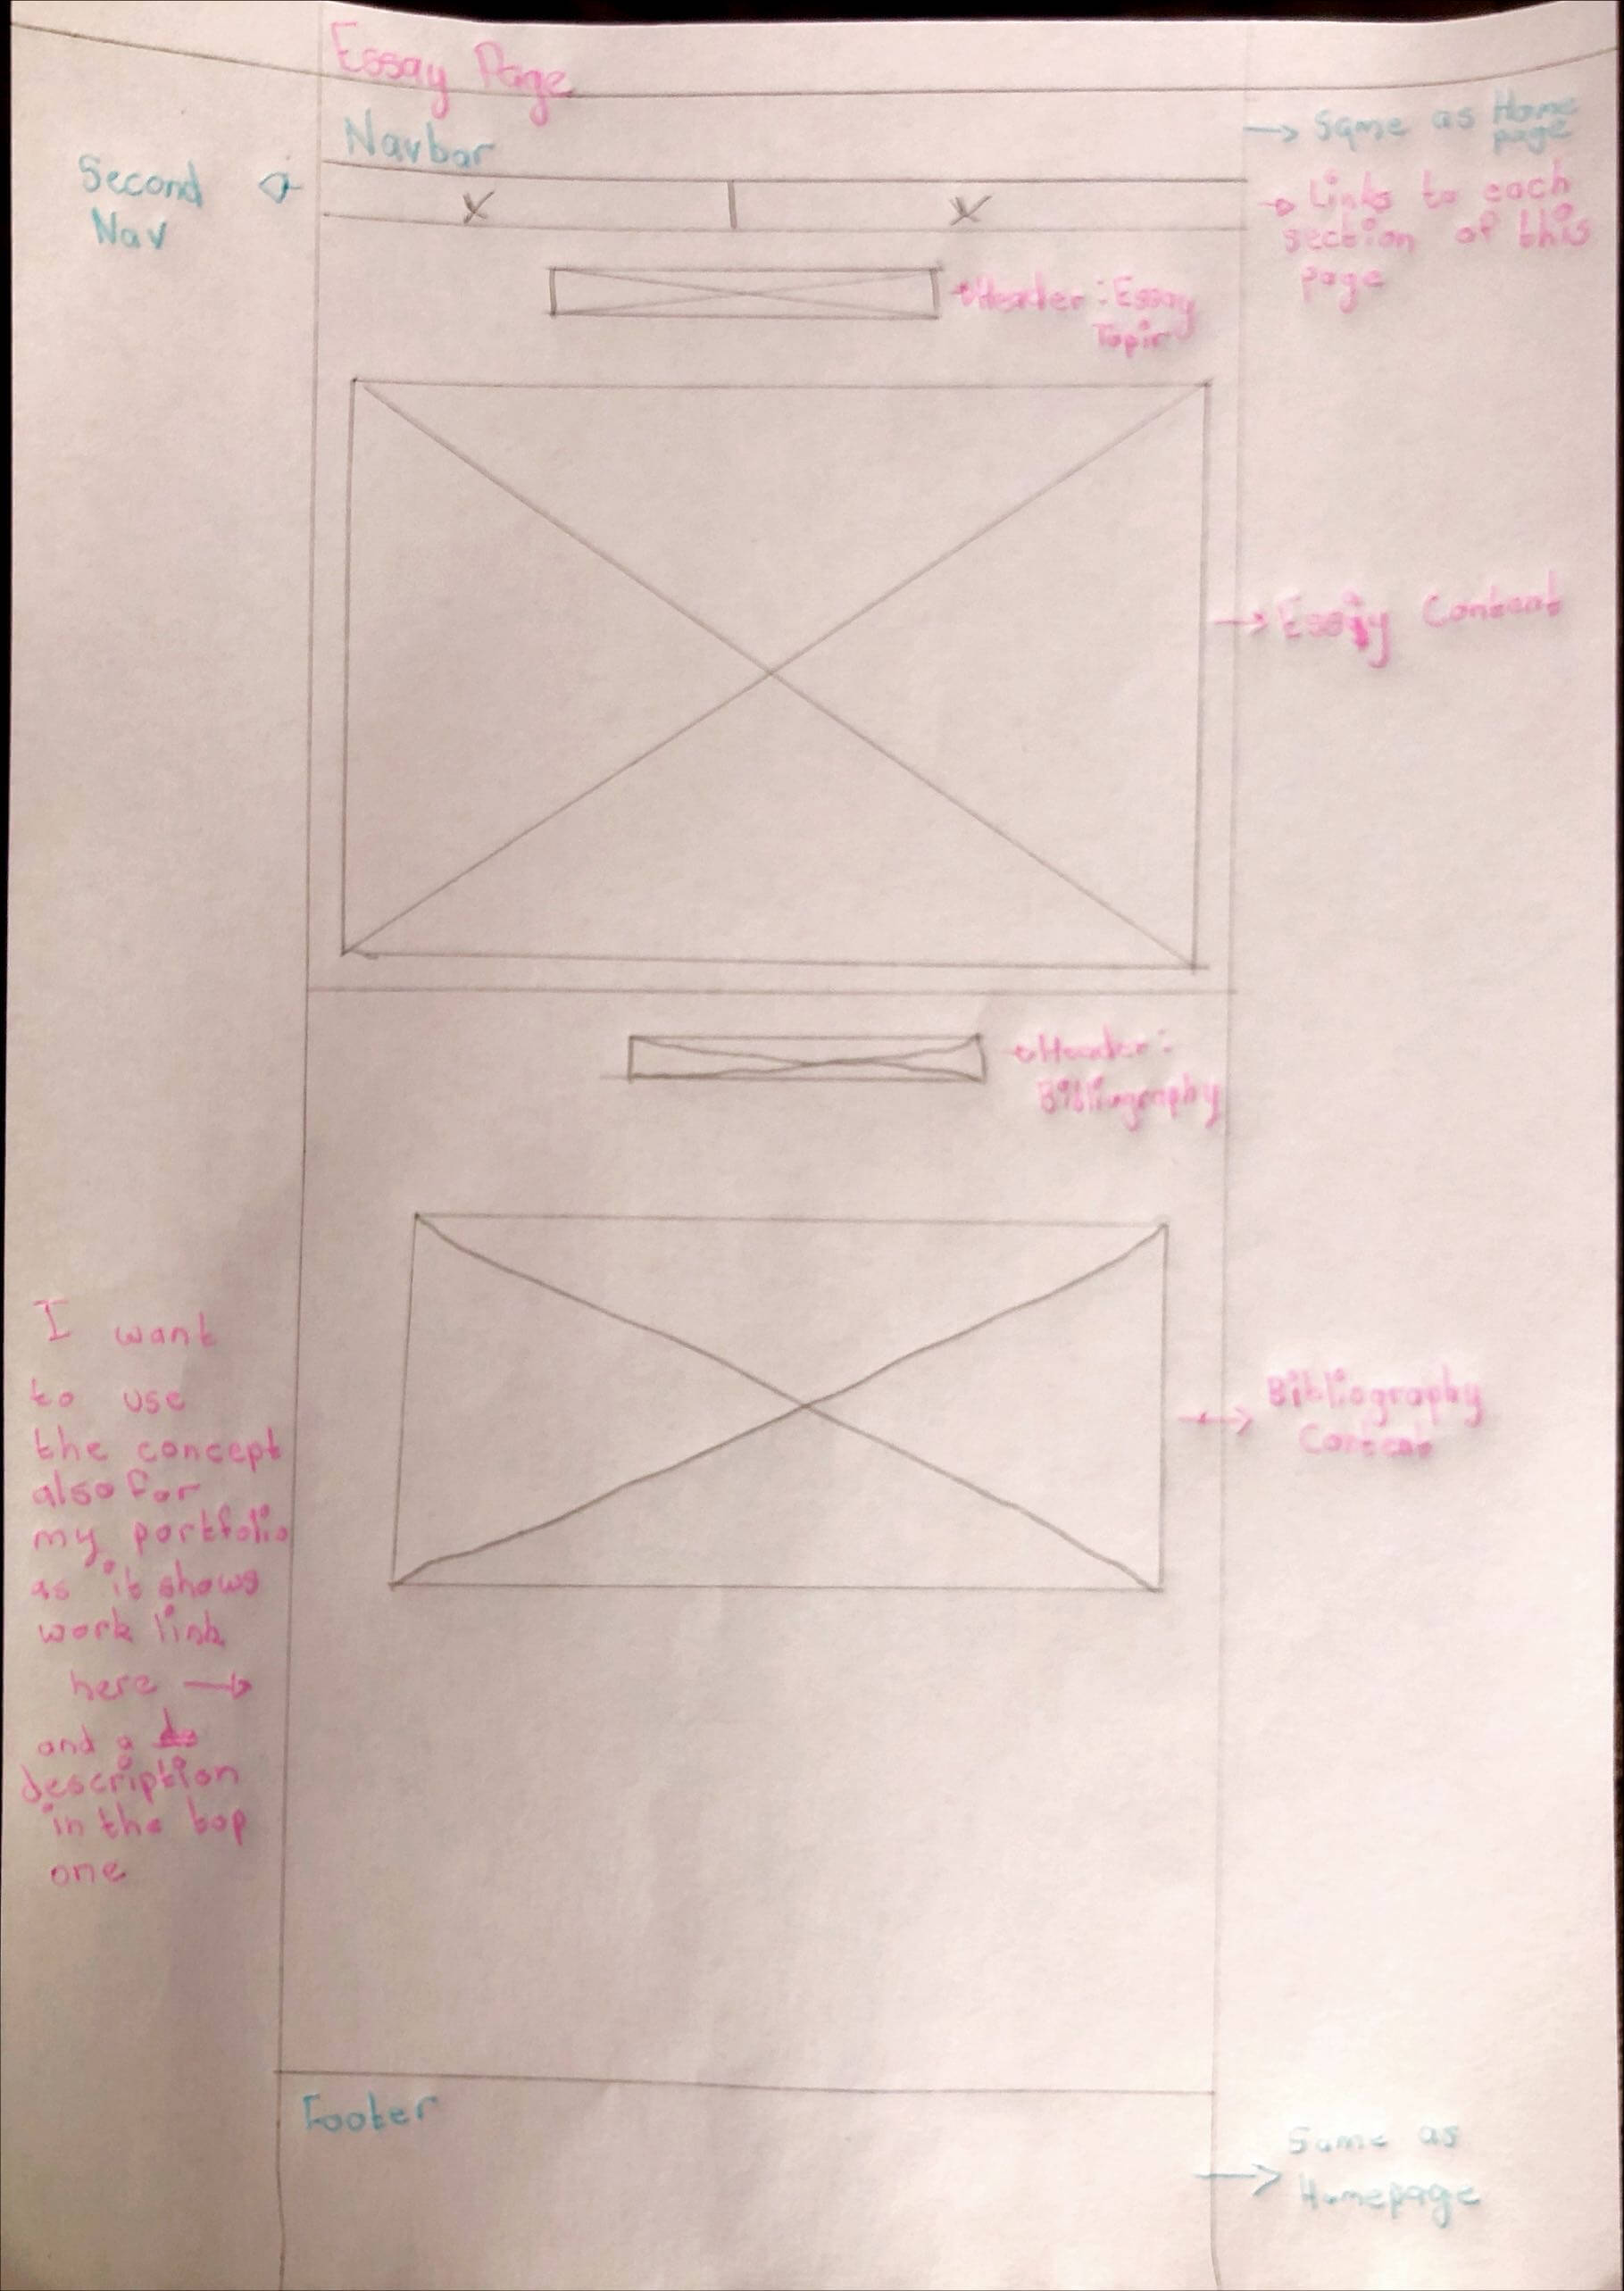 Essay Page
Navbar
→ Same as Home
page
Second
Nav
→ Links to each
section of this
page
x
x
Header : Essay
Topic
→ Essay Content
Header :
Bibliography
I want
to use
the concept
also for
my portfolio
as it shows
work link
here →
and a
description
in the top
one
→ Bibliography
Content
Footer
→ Same as
Homepage